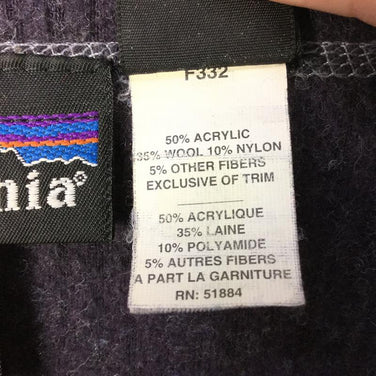 F332
50% ACRYLIC
35% WOOL 10% NYLON
5% OTHER FIBERS
EXCLUSIVE OF TRIM
50% ACRYLIQUE
35% LAINE
10% POLYAMIDE
5% AUTRES FIBERS
A PART LA GARNITURE
RN: 51884
nia®